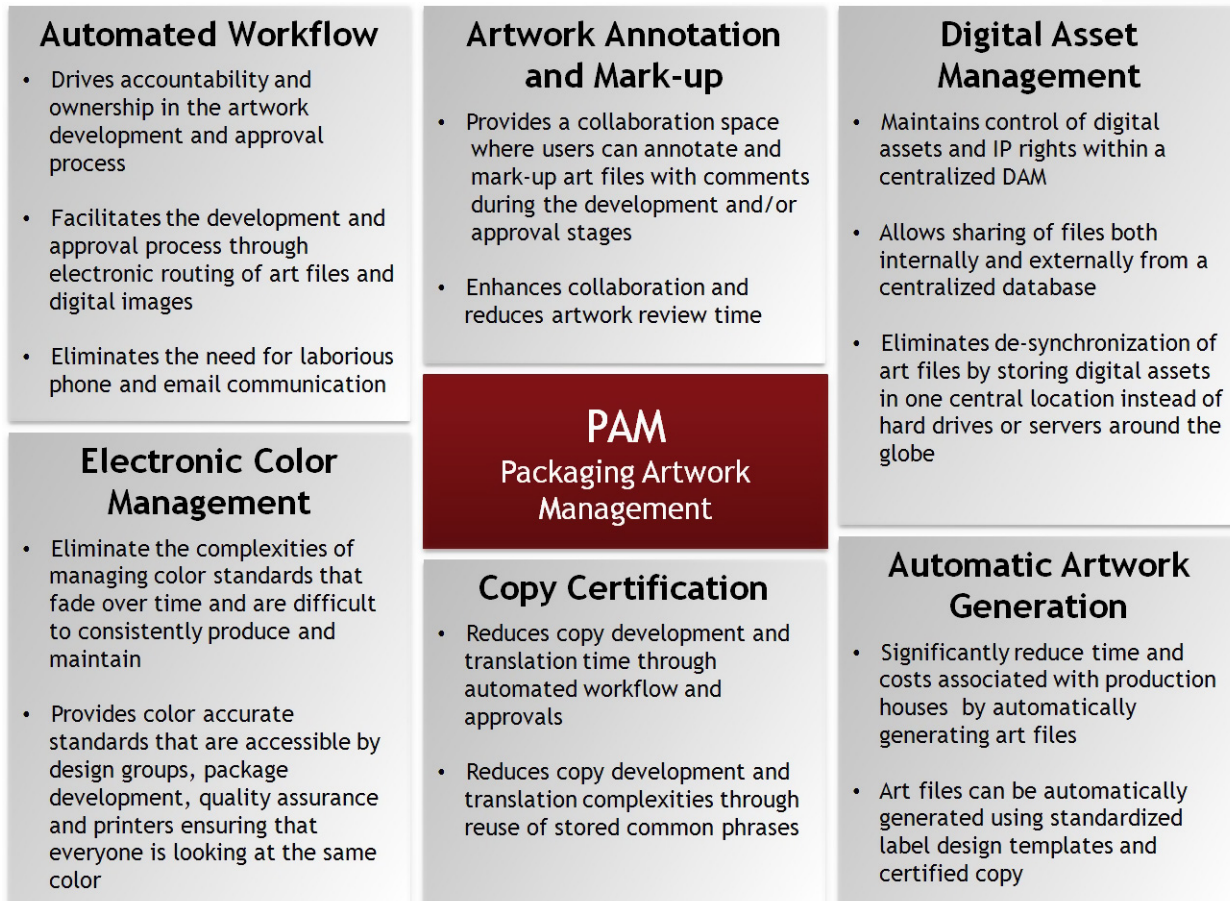 Automated Workflow
• Drives accountability and
ownership in the artwork
development and approval
process
• Facilitates the development and
approval process through
electronic routing of art files and
digital images
• Eliminates the need for laborious
phone and email communication
Artwork Annotation
and Mark-up
• Provides a collaboration space
where users can annotate and
mark-up art files with comments
during the development and/or
approval stages
• Enhances collaboration and
reduces artwork review time
Digital Asset
Management
• Maintains control of digital
assets and IP rights within a
centralized DAM
• Allows sharing of files both
internally and externally from a
centralized database
• Eliminates de-synchronization of
art files by storing digital assets
in one central location instead of
hard drives or servers around the
globe
PAM
Packaging Artwork
Management
Electronic Color
Management
• Eliminate the complexities of
managing color standards that
fade over time and are difficult
to consistently produce and
maintain
• Provides color accurate
standards that are accessible by
design groups, package
development, quality assurance
and printers ensuring that
everyone is looking at the same
color
Copy Certification
• Reduces copy development and
translation time through
automated workflow and
approvals
• Reduces copy development and
translation complexities through
reuse of stored common phrases
Automatic Artwork
Generation
• Significantly reduce time and
costs associated with production
houses by automatically
generating art files
• Art files can be automatically
generated using standardized
label design templates and
certified copy